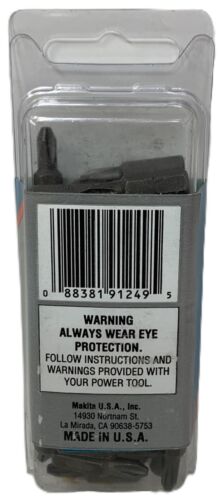 0 88381 91249 5
WARNING
ALWAYS WEAR EYE
PROTECTION.
FOLLOW INSTRUCTIONS AND
WARNINGS PROVIDED WITH
YOUR POWER TOOL.
Makita U.S.A., Inc.
14930 Nortnam St.
La Mirada, CA 90638-5753
MADE IN U.S.A.